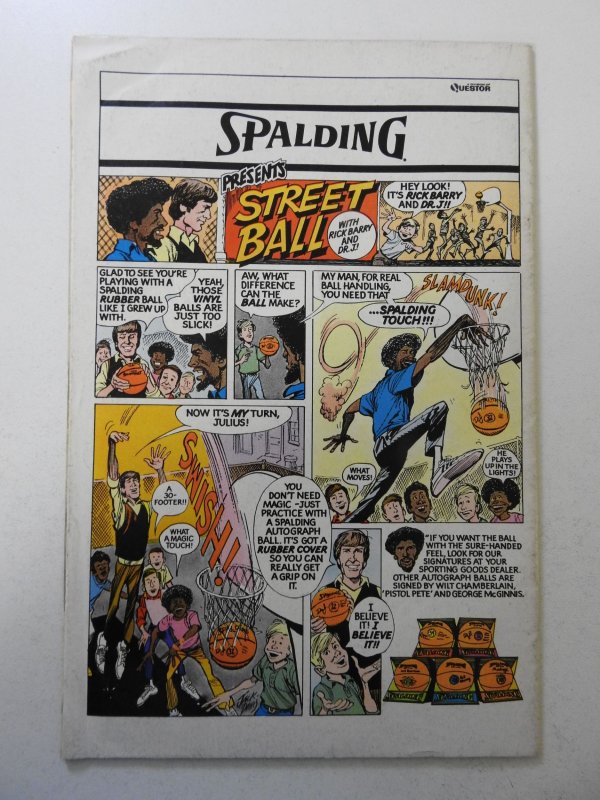 QUESTOR
SPALDING
PRESENTS
STREET
BALL
WITH
RICK BARRY
AND
DR.J!
HEY LOOK!
IT'S RICK BARRY
AND DR.J!!
GLAD TO SEE YOU'RE
PLAYING WITH A
SPALDING
RUBBER BALL
LIKE I GREW UP
WITH.
YEAH,
THOSE
VINYL
BALLS ARE
JUST TOO
SLICK!
AW, WHAT
DIFFERENCE
CAN THE
BALL MAKE?
MY MAN, FOR REAL
BALL HANDLING,
YOU NEED THAT
...SPALDING
TOUCH!!!
SLAMDUNK!
WHAT
MOVES!
HE
PLAYS
UP IN THE
LIGHTS!
NOW IT'S MY TURN,
JULIUS!
A
30-
FOOTER!!
WHAT
A MAGIC
TOUCH!
SWISH!
YOU
DON'T NEED
MAGIC - JUST
PRACTICE WITH
A SPALDING
AUTOGRAPH
BALL. IT'S GOT A
RUBBER COVER
SO YOU CAN
REALLY GET
A GRIP ON
IT.
I
BELIEVE
IT! I
BELIEVE
IT!!
"IF YOU WANT THE BALL
WITH THE SURE-HANDED
FEEL, LOOK FOR OUR
SIGNATURES AT YOUR
SPORTING GOODS DEALER.
OTHER AUTOGRAPH BALLS ARE
SIGNED BY WILT CHAMBERLAIN,
'PISTOL PETE' AND GEORGE McGINNIS.